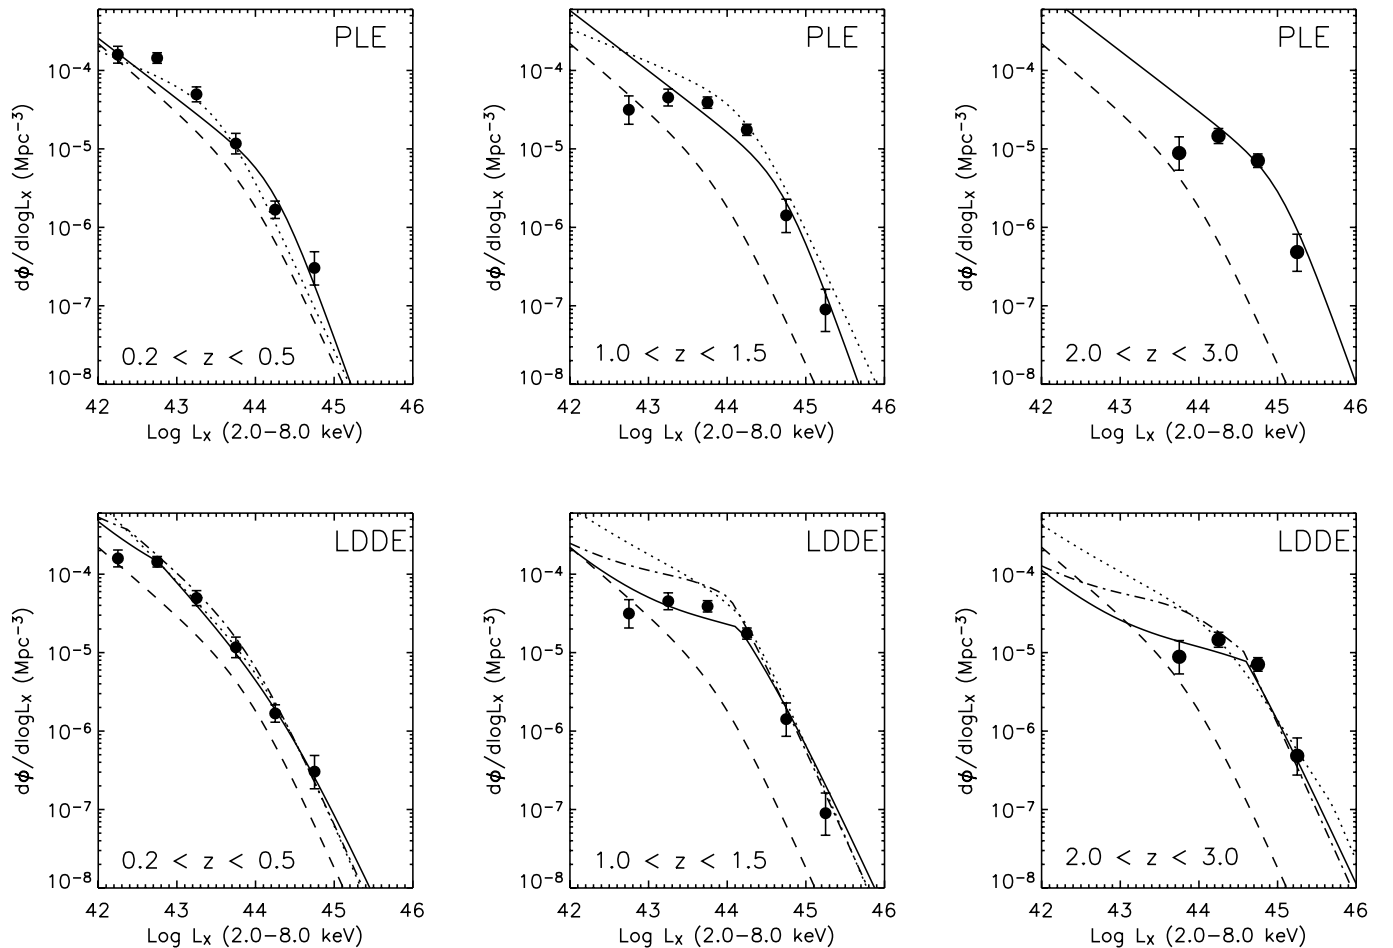 PLE
10⁻⁴
10⁻⁵
10⁻⁶
10⁻⁷
10⁻⁸
dϕ/dlogLx (Mpc⁻³)
0.2 < z < 0.5
42 43 44 45 46
Log Lx (2.0−8.0 keV)
PLE
10⁻⁴
10⁻⁵
10⁻⁶
10⁻⁷
10⁻⁸
dϕ/dlogLx (Mpc⁻³)
1.0 < z < 1.5
42 43 44 45 46
Log Lx (2.0−8.0 keV)
PLE
10⁻⁴
10⁻⁵
10⁻⁶
10⁻⁷
10⁻⁸
dϕ/dlogLx (Mpc⁻³)
2.0 < z < 3.0
42 43 44 45 46
Log Lx (2.0−8.0 keV)
LDDE
10⁻⁴
10⁻⁵
10⁻⁶
10⁻⁷
10⁻⁸
dϕ/dlogLx (Mpc⁻³)
0.2 < z < 0.5
42 43 44 45 46
Log Lx (2.0−8.0 keV)
LDDE
10⁻⁴
10⁻⁵
10⁻⁶
10⁻⁷
10⁻⁸
dϕ/dlogLx (Mpc⁻³)
1.0 < z < 1.5
42 43 44 45 46
Log Lx (2.0−8.0 keV)
LDDE
10⁻⁴
10⁻⁵
10⁻⁶
10⁻⁷
10⁻⁸
dϕ/dlogLx (Mpc⁻³)
2.0 < z < 3.0
42 43 44 45 46
Log Lx (2.0−8.0 keV)